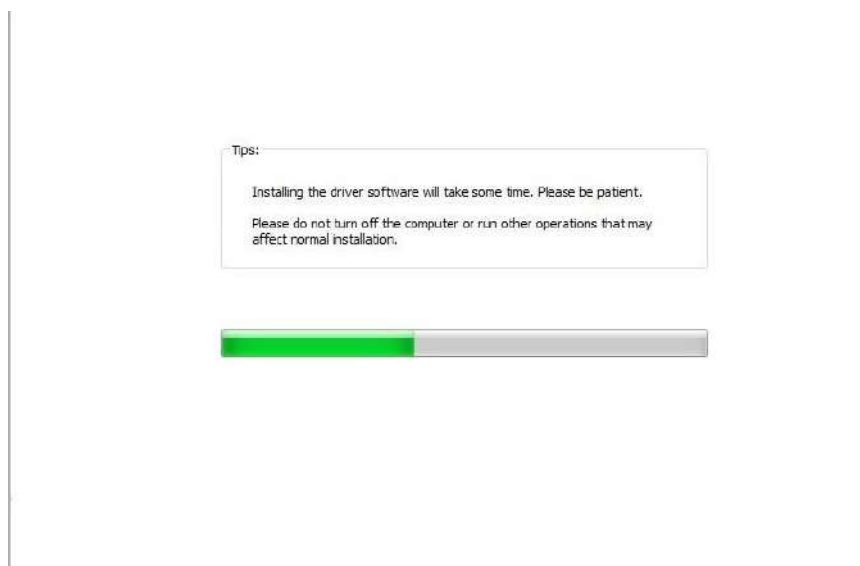 Tips:
Installing the driver software will take some time. Please be patient.
Please do not turn off the computer or run other operations that may
affect normal installation.